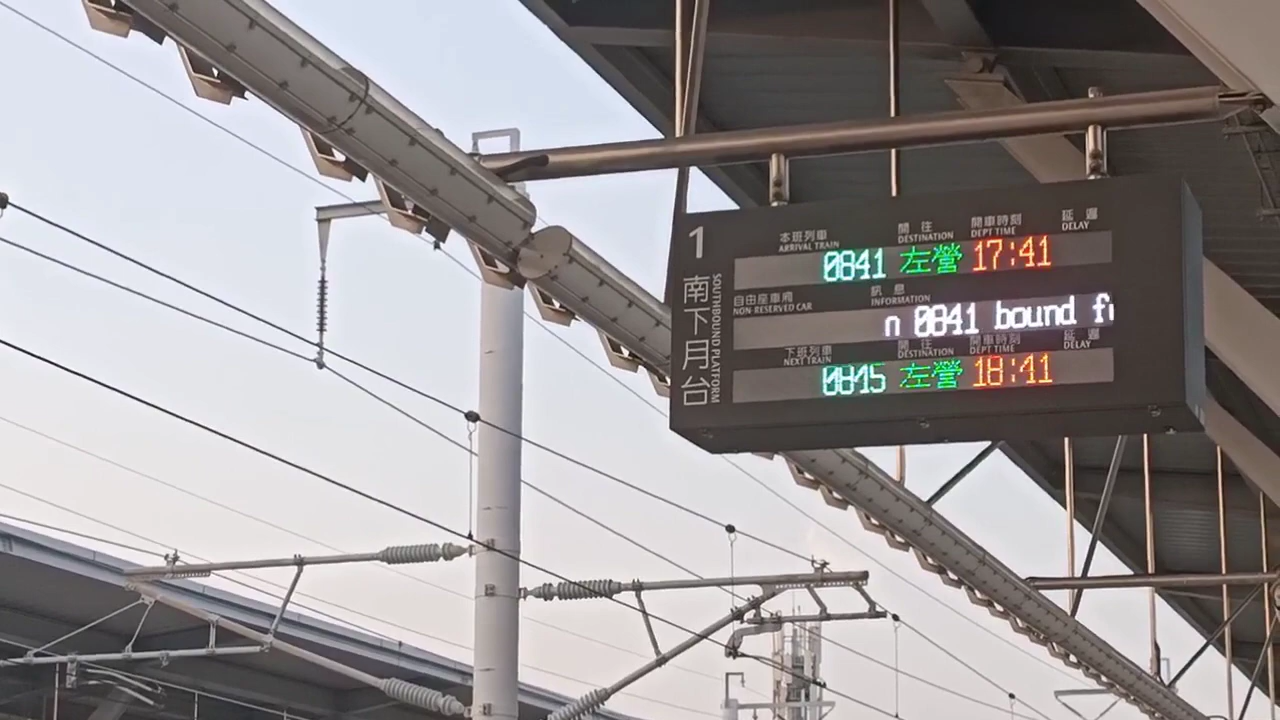 1
南下月台
SOUTHBOUND PLATFORM
本班列車 開往 開車時刻 延遲
ARRIVAL TRAIN DESTINATION DEPT TIME DELAY
0841 左營 17:41
自由座車廂 訊息
NON-RESERVED CAR INFORMATION
n 0841 bound f
下班列車 開往 開車時刻 延遲
NEXT TRAIN DESTINATION DEPT TIME DELAY
0845 左營 18:41